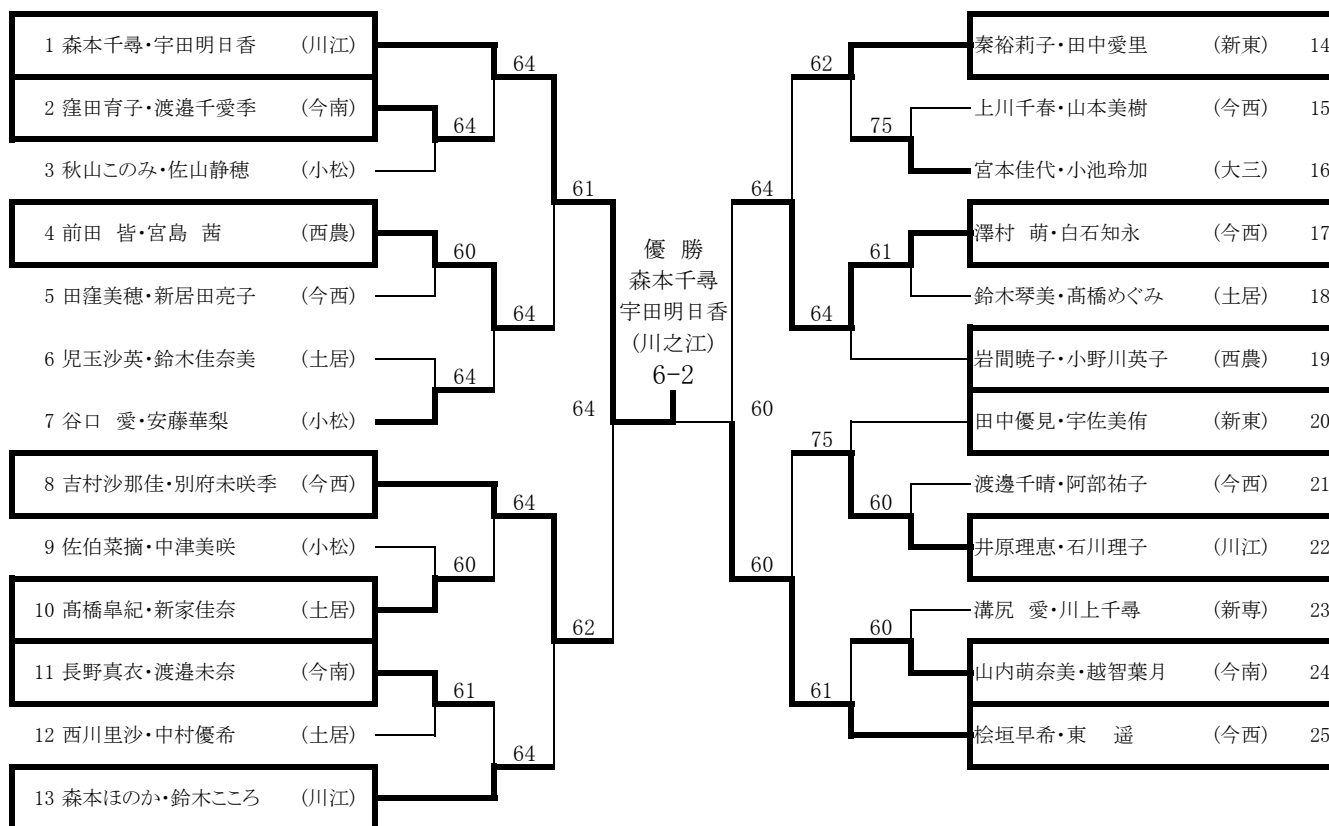 1 森本千尋・宇田明日香 (川江)
64
2 窪田育子・渡邉千愛季 (今南)
64
3 秋山このみ・佐山静穂 (小松)
61
4 前田 皆・宮島 茜 (西農)
60
5 田窪美穂・新居田亮子 (今西)
64
6 児玉沙英・鈴木佳奈美 (土居)
64
7 谷口 愛・安藤華梨 (小松)
64
8 吉村沙那佳・別府未咲季 (今西)
64
9 佐伯菜摘・中津美咲 (小松)
60
10 髙橋皐紀・新家佳奈 (土居)
62
11 長野真衣・渡邉未奈 (今南)
61
12 西川里沙・中村優希 (土居)
64
13 森本ほのか・鈴木こころ (川江)
優 勝
森本千尋
宇田明日香
(川之江)
6-2
秦裕莉子・田中愛里 (新東) 14
62
上川千春・山本美樹 (今西) 15
75
宮本佳代・小池玲加 (大三) 16
64
澤村 萌・白石知永 (今西) 17
61
鈴木琴美・髙橋めぐみ (土居) 18
64
岩間暁子・小野川英子 (西農) 19
60
田中優見・宇佐美侑 (新東) 20
75
渡邊千晴・阿部祐子 (今西) 21
60
井原理恵・石川理子 (川江) 22
60
溝尻 愛・川上千尋 (新専) 23
60
山内萌奈美・越智葉月 (今南) 24
61
桧垣早希・東 遥 (今西) 25